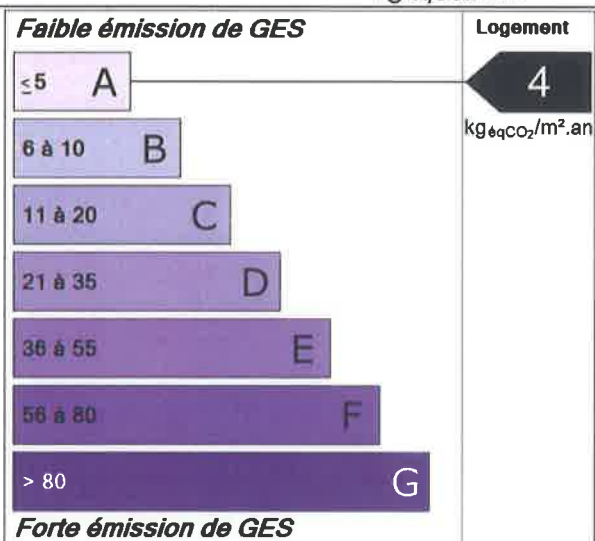 Faible émission de GES
Logement
≤5 A
4
kgéqCO₂/m².an
6 à 10 B
11 à 20 C
21 à 35 D
36 à 55 E
56 à 80 F
> 80 G
Forte émission de GES